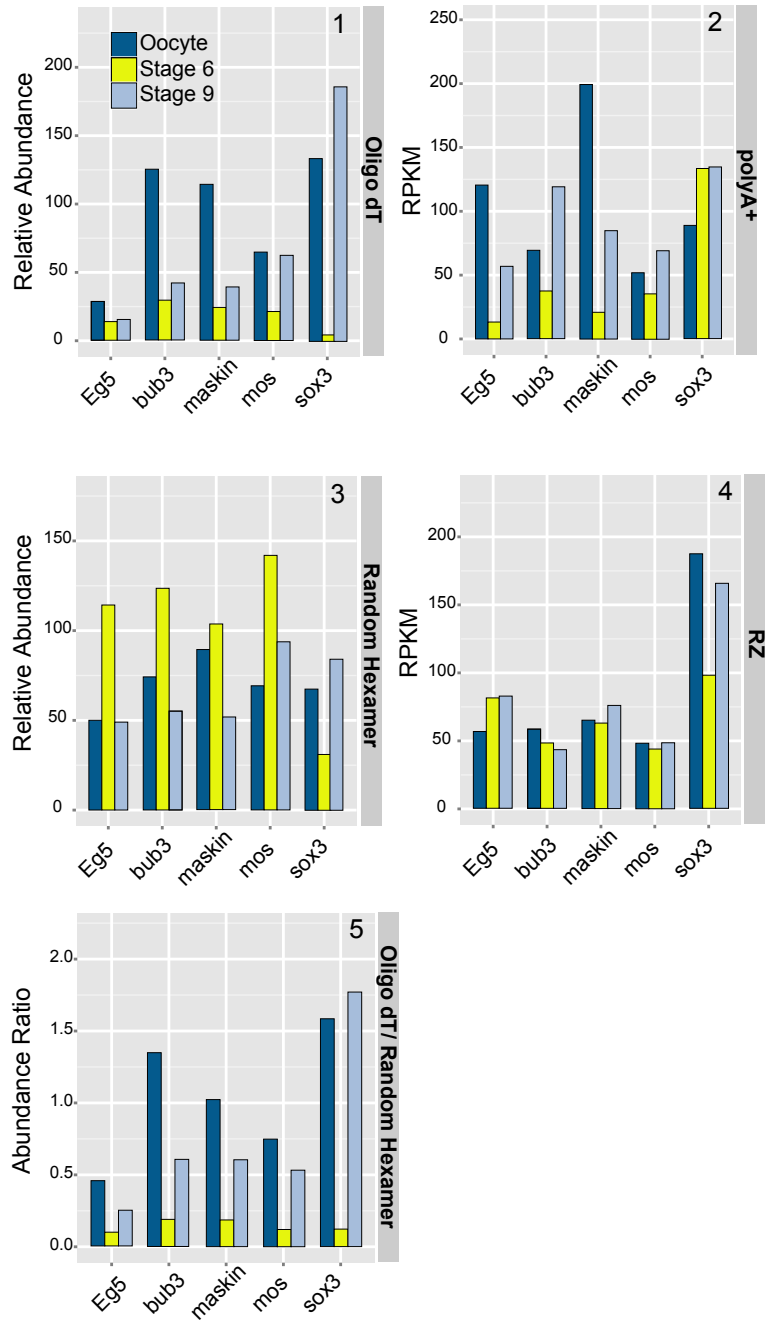 1
Oocyte
Stage 6
Stage 9
Relative Abundance
200
150
100
50
0
Eg5
bub3
maskin
mos
sox3
Oligo dT
2
RPKM
250
200
150
100
50
0
Eg5
bub3
maskin
mos
sox3
polyA+
3
Relative Abundance
150
100
50
0
Eg5
bub3
maskin
mos
sox3
Random Hexamer
4
RPKM
200
150
100
50
0
Eg5
bub3
maskin
mos
sox3
RZ
5
Abundance Ratio
2.0
1.5
1.0
0.5
0.0
Eg5
bub3
maskin
mos
sox3
Oligo dT/ Random Hexamer